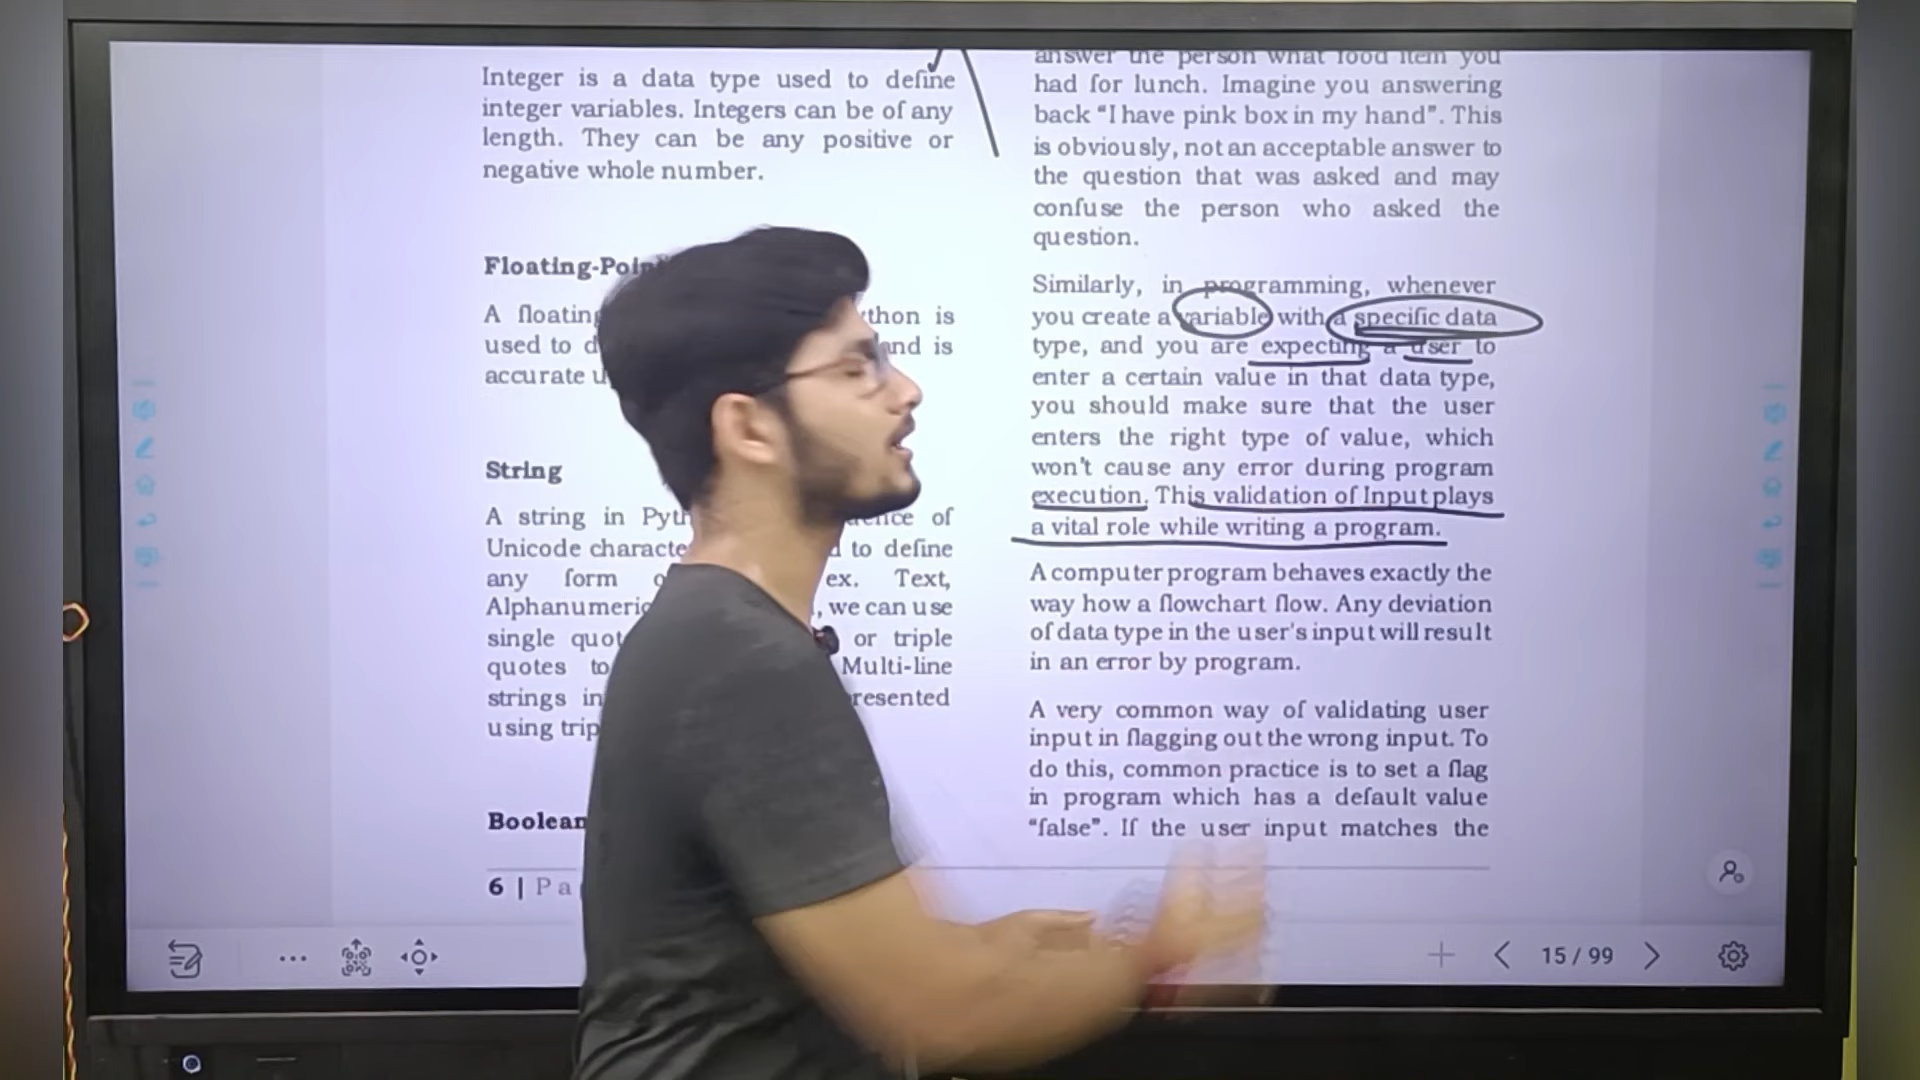 Integer is a data type used to define
integer variables. Integers can be of any
length. They can be any positive or
negative whole number.
Floating-Poin
A floating thon is
used to d and is
accurate u
String
A string in Pyth ence of
Unicode characte d to define
any form o ex. Text,
Alphanumeric , we can use
single quot or triple
quotes to Multi-line
strings in resented
using trip
Boolean
6 | Pa
answer the person what food item you
had for lunch. Imagine you answering
back “I have pink box in my hand”. This
is obviously, not an acceptable answer to
the question that was asked and may
confuse the person who asked the
question.
Similarly, in programming, whenever
you create a variable with a specific data
type, and you are expecting a user to
enter a certain value in that data type,
you should make sure that the user
enters the right type of value, which
won't cause any error during program
execution. This validation of Input plays
a vital role while writing a program.
A computer program behaves exactly the
way how a flowchart flow. Any deviation
of data type in the user's input will result
in an error by program.
A very common way of validating user
input in flagging out the wrong input. To
do this, common practice is to set a flag
in program which has a default value
“false”. If the user input matches the
15 / 99